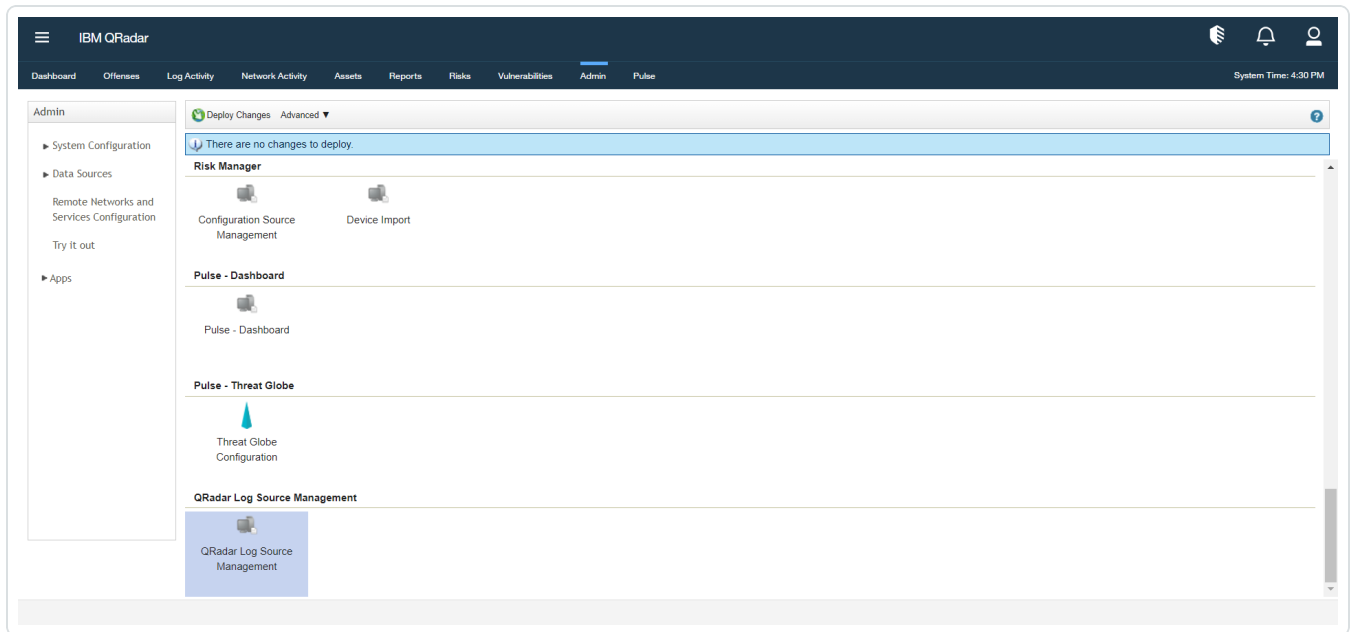 IBM QRadar
Dashboard Offenses Log Activity Network Activity Assets Reports Risks Vulnerabilities Admin Pulse System Time: 4:30 PM
Admin
System Configuration
Data Sources
Remote Networks and
Services Configuration
Try it out
Apps
Deploy Changes Advanced ▼
There are no changes to deploy.
Risk Manager
Configuration Source
Management
Device Import
Pulse - Dashboard
Pulse - Dashboard
Pulse - Threat Globe
Threat Globe
Configuration
QRadar Log Source Management
QRadar Log Source
Management